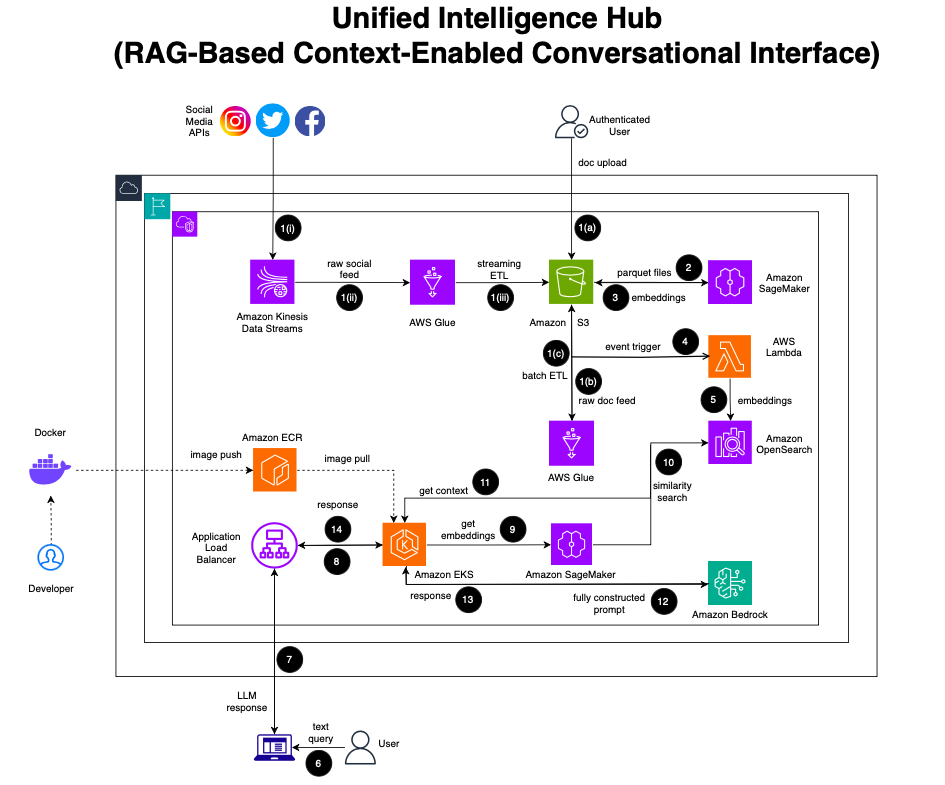 Unified Intelligence Hub
(RAG-Based Context-Enabled Conversational Interface)
Social
Media
APIs
Authenticated
User
doc upload
1(i)
1(a)
raw social
feed
1(ii)
streaming
ETL
1(iii)
parquet files
2
3
embeddings
Amazon
SageMaker
Amazon Kinesis
Data Streams
AWS Glue
Amazon S3
1(c)
event trigger
4
AWS
Lambda
batch ETL
1(b)
raw doc feed
5
embeddings
Docker
Amazon ECR
image push
image pull
AWS Glue
Amazon
OpenSearch
10
similarity
search
get context
11
response
14
8
Application
Load
Balancer
get
embeddings
9
Amazon EKS
Amazon SageMaker
Developer
response
13
fully constructed
prompt
12
Amazon Bedrock
7
LLM
response
text
query
6
User